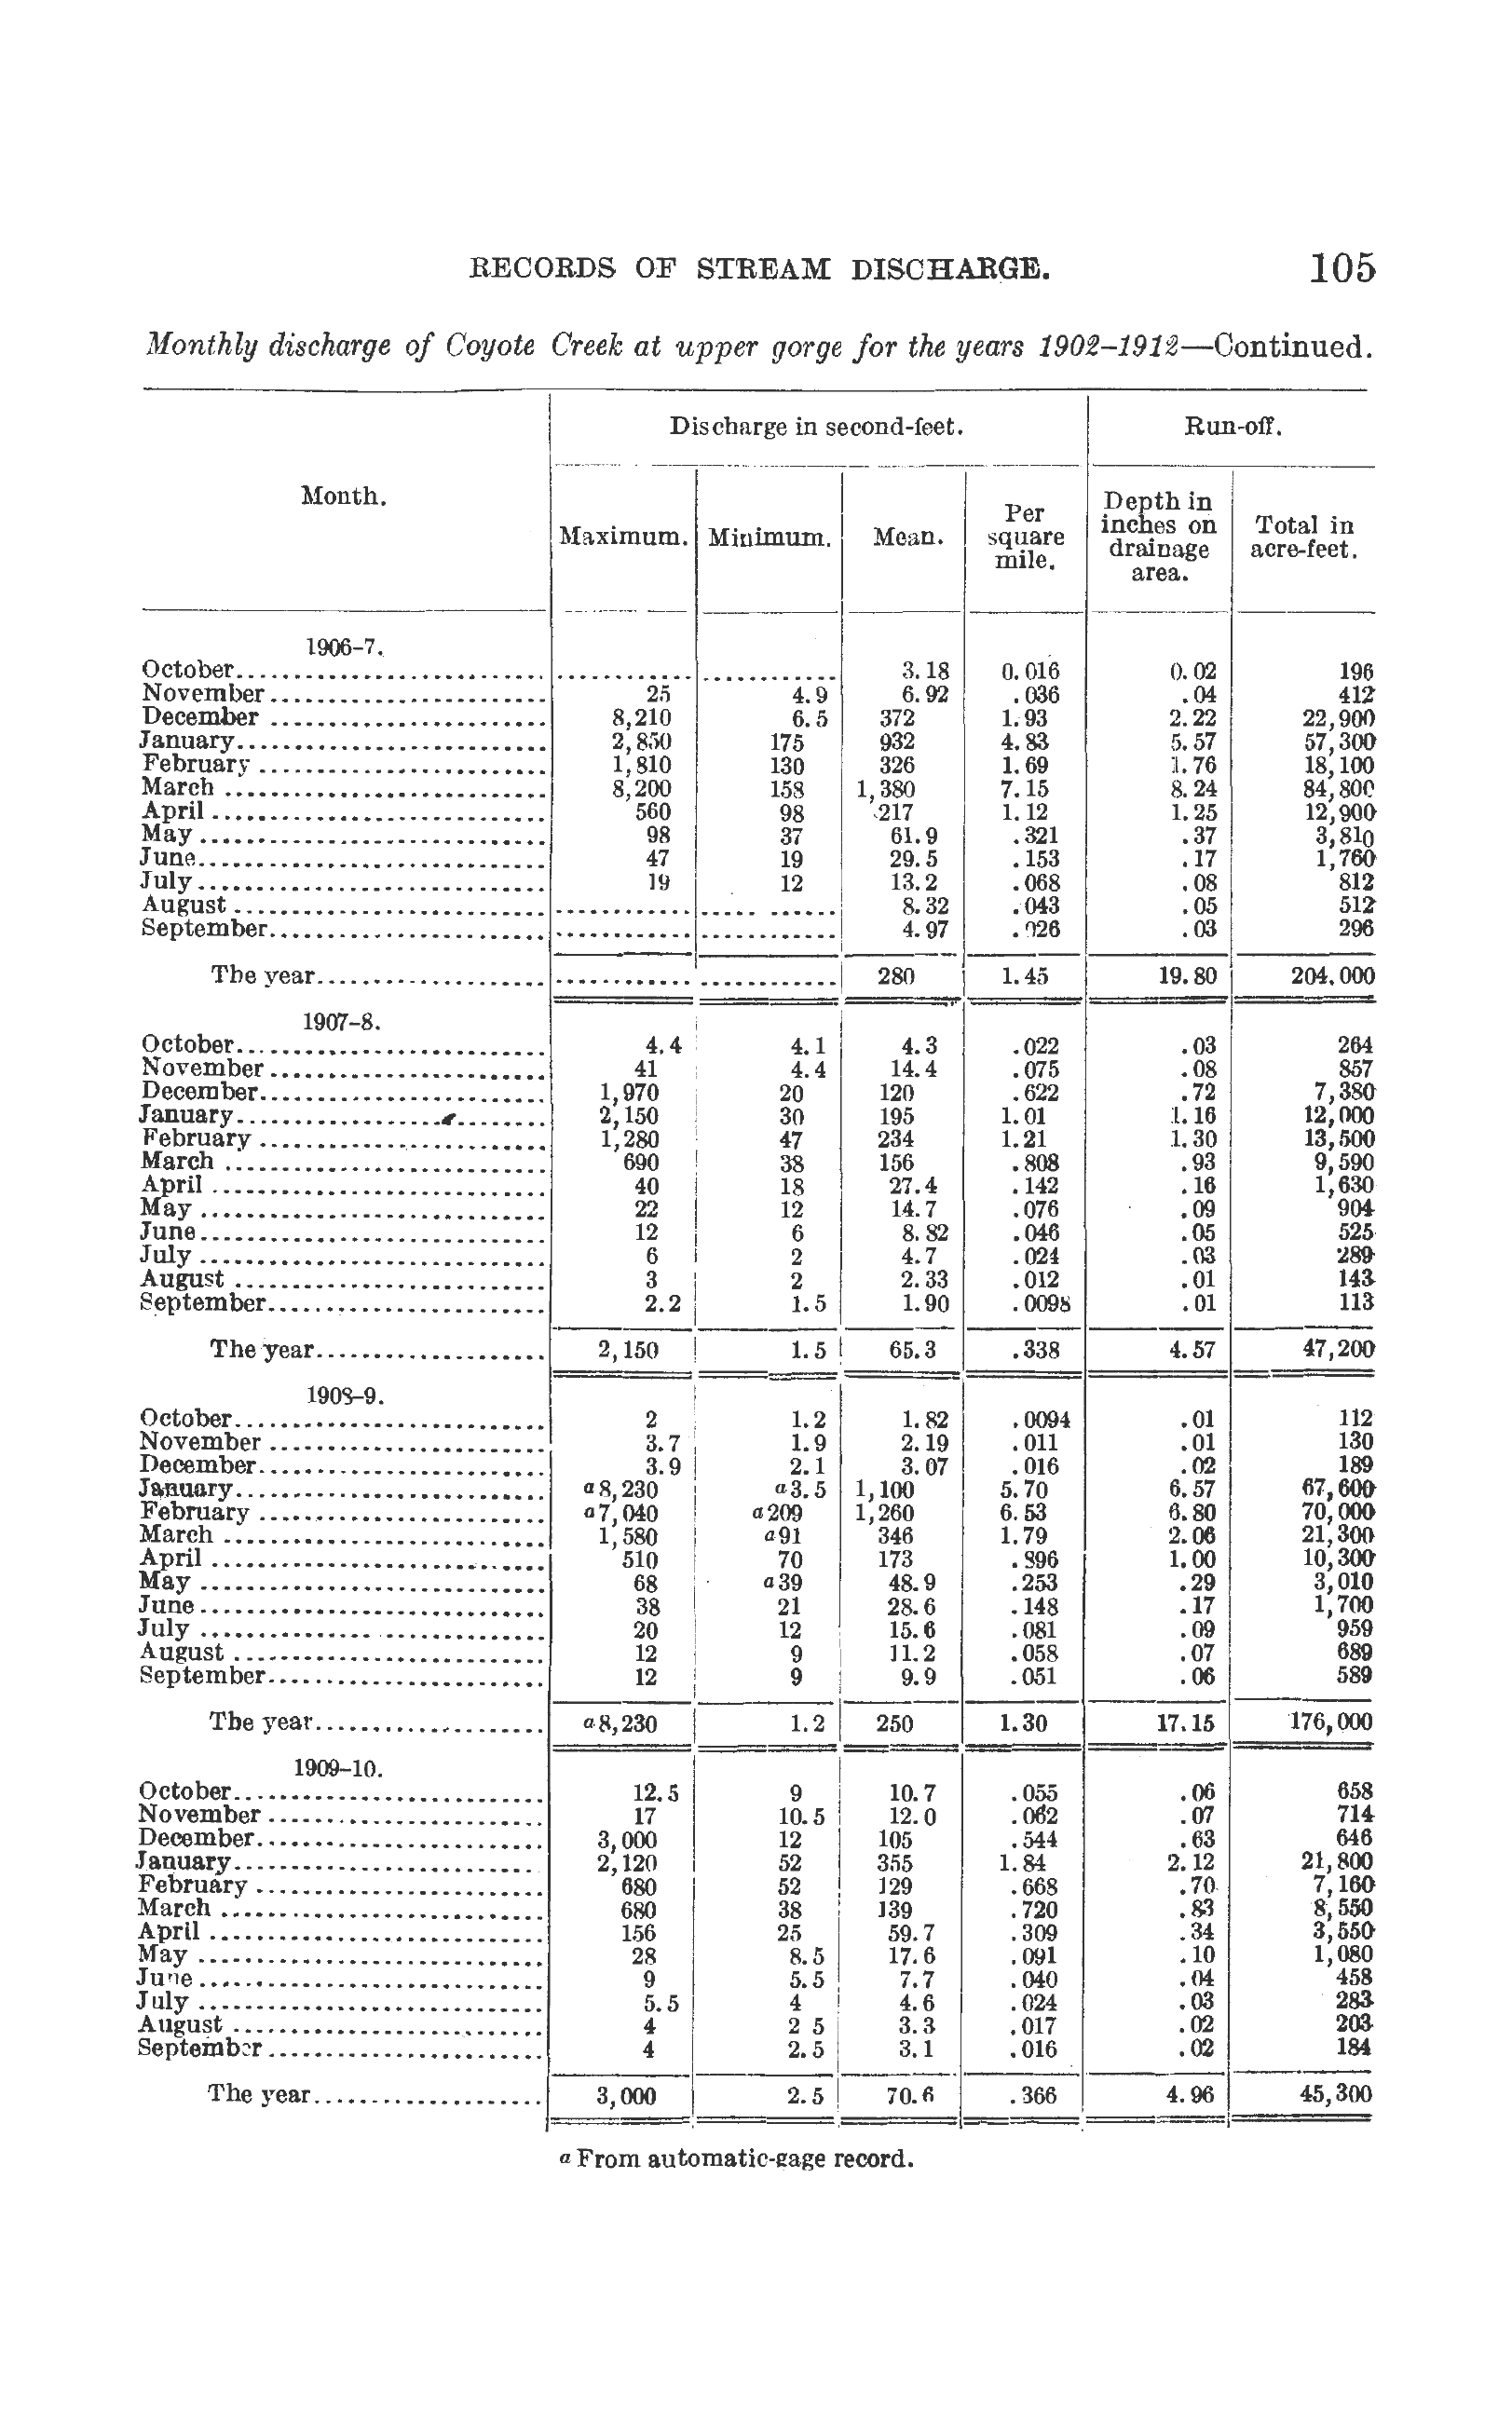 RECORDS OF STREAM DISCHARGE. 105
Monthly discharge of Coyote Creek at upper gorge for the years 1902–1912—Continued.
Month. Discharge in second-feet. Run-off.
Maximum. Minimum. Mean. Per square mile. Depth in inches on drainage area. Total in acre-feet.
1906–7.
October 3.18 0.016 0.02 196
November 25 4.9 6.92 .036 .04 412
December 8,210 6.5 372 1.93 2.22 22,900
January 2,850 175 932 4.83 5.57 57,300
February 1,810 130 326 1.69 1.76 18,100
March 8,200 158 1,380 7.15 8.24 84,800
April 560 98 217 1.12 1.25 12,900
May 98 37 61.9 .321 .37 3,810
June 47 19 29.5 .153 .17 1,760
July 19 12 13.2 .068 .08 812
August 8.32 .043 .05 512
September 4.97 .026 .03 296
The year 280 1.45 19.80 204,000
1907–8.
October 4.4 4.1 4.3 .022 .03 264
November 41 4.4 14.4 .075 .08 857
December 1,970 20 120 .622 .72 7,380
January 2,150 30 195 1.01 1.16 12,000
February 1,280 47 234 1.21 1.30 13,500
March 690 38 156 .808 .93 9,590
April 40 18 27.4 .142 .16 1,630
May 22 12 14.7 .076 .09 904
June 12 6 8.82 .046 .05 525
July 6 2 4.7 .024 .03 289
August 3 2 2.33 .012 .01 143
September 2.2 1.5 1.90 .0098 .01 113
The year 2,150 1.5 65.3 .338 4.57 47,200
1908–9.
October 2 1.2 1.82 .0094 .01 112
November 3.7 1.9 2.19 .011 .01 130
December 3.9 2.1 3.07 .016 .02 189
January a 8,230 a 3.5 1,100 5.70 6.57 67,600
February a 7,040 a 209 1,260 6.53 6.80 70,000
March 1,580 a 91 346 1.79 2.06 21,300
April 510 70 173 .896 1.00 10,300
May 68 a 39 48.9 .253 .29 3,010
June 38 21 28.6 .148 .17 1,700
July 20 12 15.6 .081 .09 959
August 12 9 11.2 .058 .07 689
September 12 9 9.9 .051 .06 589
The year a 8,230 1.2 250 1.30 17.15 176,000
1909–10.
October 12.5 9 10.7 .055 .06 658
November 17 10.5 12.0 .062 .07 714
December 3,000 12 105 .544 .63 646
January 2,120 52 355 1.84 2.12 21,800
February 680 52 129 .668 .70 7,160
March 680 38 139 .720 .83 8,550
April 156 25 59.7 .309 .34 3,550
May 28 8.5 17.6 .091 .10 1,080
June 9 5.5 7.7 .040 .04 458
July 5.5 4 4.6 .024 .03 283
August 4 2 5 3.3 .017 .02 203
September 4 2.5 3.1 .016 .02 184
The year 3,000 2.5 70.6 .366 4.96 45,300
a From automatic-gage record.